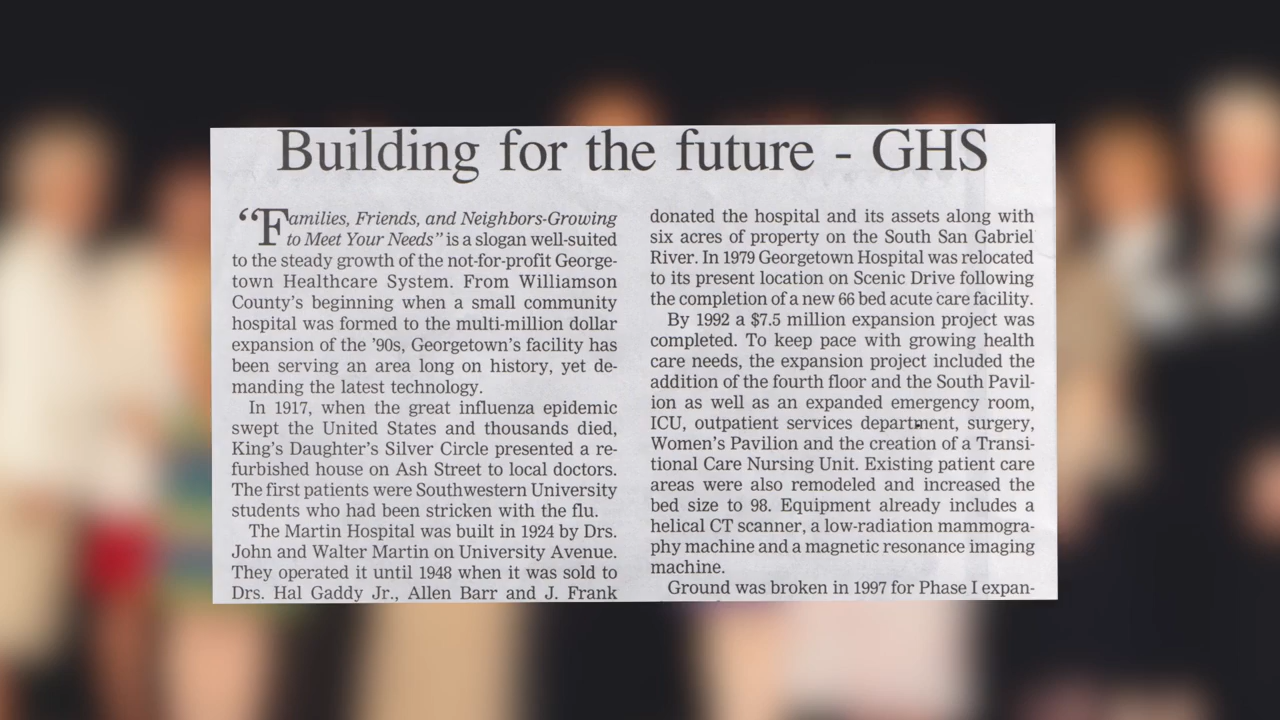 Building for the future - GHS
“Families, Friends, and Neighbors-Growing
to Meet Your Needs” is a slogan well-suited
to the steady growth of the not-for-profit George-
town Healthcare System. From Williamson
County’s beginning when a small community
hospital was formed to the multi-million dollar
expansion of the ’90s, Georgetown’s facility has
been serving an area long on history, yet de-
manding the latest technology.
In 1917, when the great influenza epidemic
swept the United States and thousands died,
King’s Daughter’s Silver Circle presented a re-
furbished house on Ash Street to local doctors.
The first patients were Southwestern University
students who had been stricken with the flu.
The Martin Hospital was built in 1924 by Drs.
John and Walter Martin on University Avenue.
They operated it until 1948 when it was sold to
Drs. Hal Gaddy Jr., Allen Barr and J. Frank
donated the hospital and its assets along with
six acres of property on the South San Gabriel
River. In 1979 Georgetown Hospital was relocated
to its present location on Scenic Drive following
the completion of a new 66 bed acute care facility.
By 1992 a $7.5 million expansion project was
completed. To keep pace with growing health
care needs, the expansion project included the
addition of the fourth floor and the South Pavil-
ion as well as an expanded emergency room,
ICU, outpatient services department, surgery,
Women’s Pavilion and the creation of a Transi-
tional Care Nursing Unit. Existing patient care
areas were also remodeled and increased the
bed size to 98. Equipment already includes a
helical CT scanner, a low-radiation mammogra-
phy machine and a magnetic resonance imaging
machine.
Ground was broken in 1997 for Phase I expan-